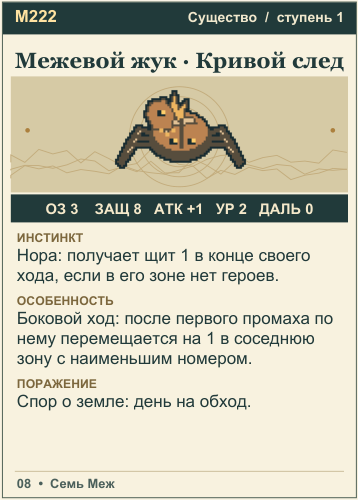 M222
Существо / ступень 1
Межевой жук · Кривой след
ОЗ 3 ЗАЩ 8 АТК +1 УР 2 ДАЛЬ 0
ИНСТИНКТ
Нора: получает щит 1 в конце своего
хода, если в его зоне нет героев.
ОСОБЕННОСТЬ
Боковой ход: после первого промаха по
нему перемещается на 1 в соседнюю
зону с наименьшим номером.
ПОРАЖЕНИЕ
Спор о земле: день на обход.
08 • Семь Меж